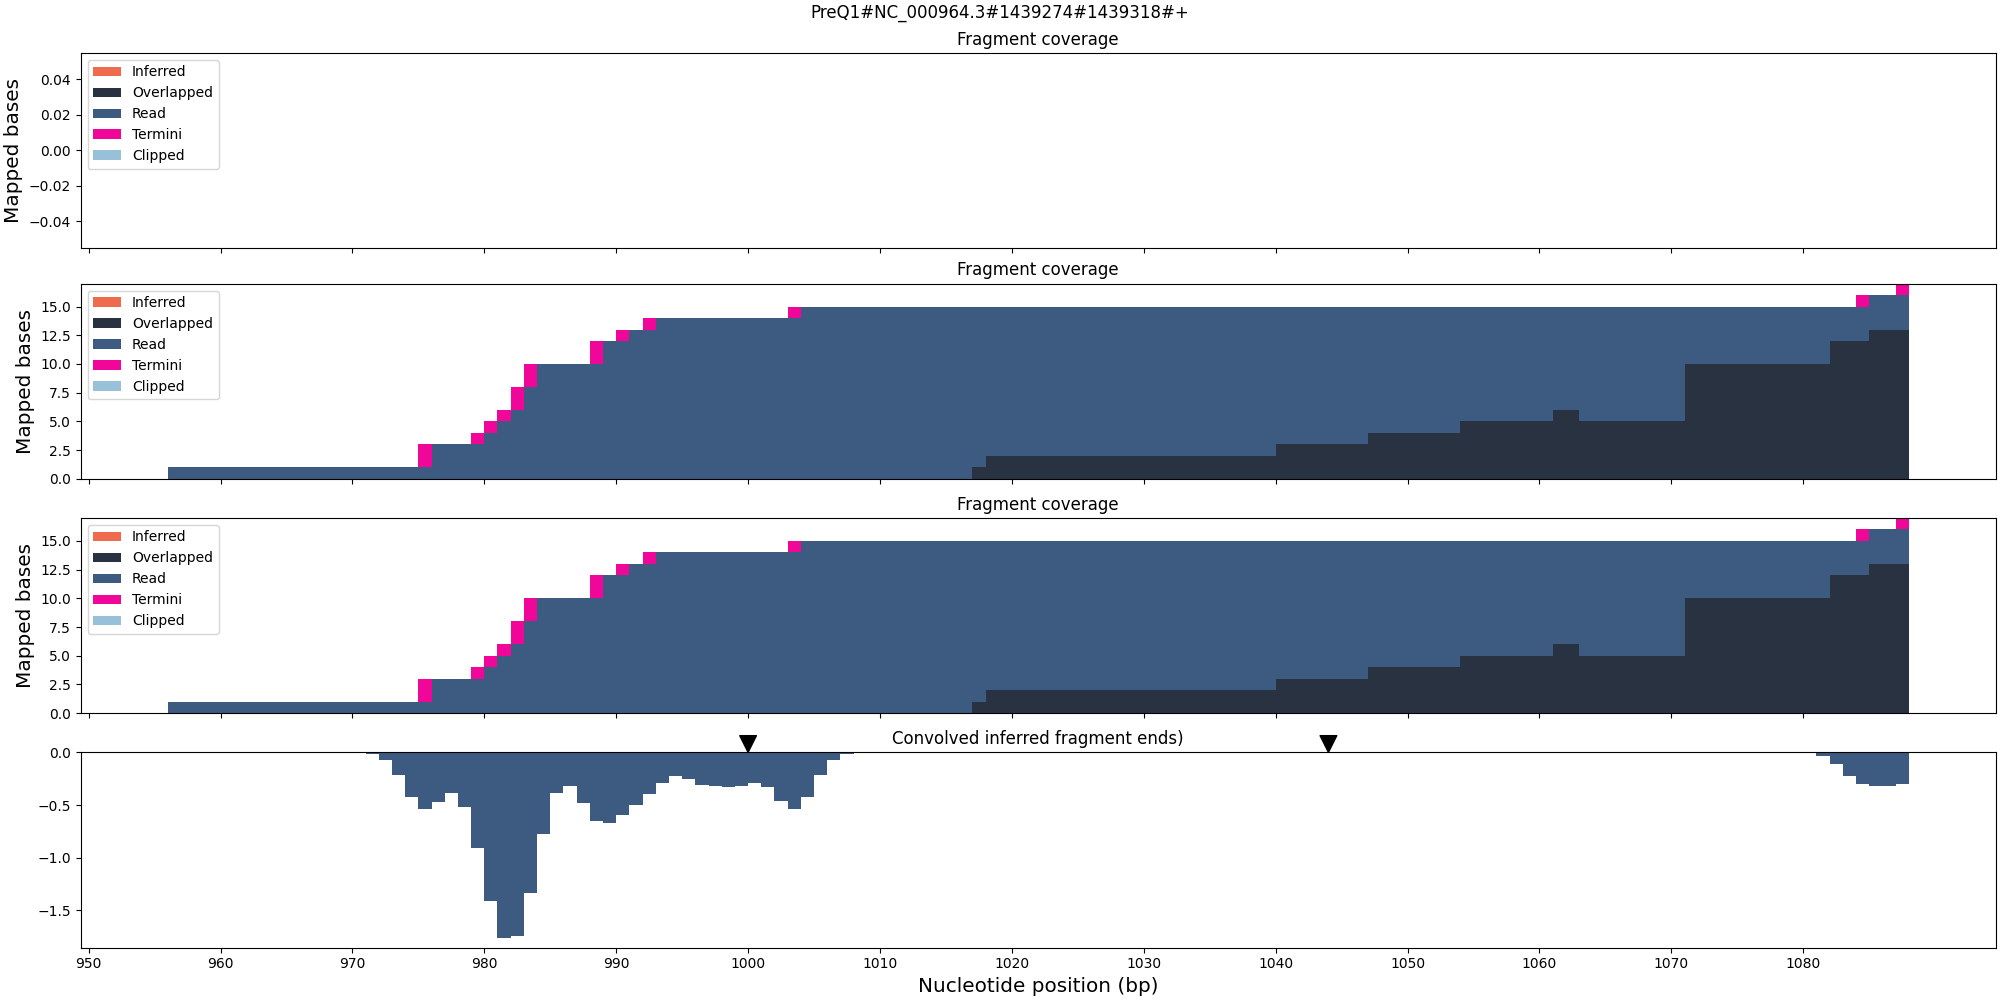 PreQ1#NC_000964.3#1439274#1439318#+
Fragment coverage
Mapped bases
0.04
0.02
0.00
−0.02
−0.04
Inferred
Overlapped
Read
Termini
Clipped
Fragment coverage
Mapped bases
15.0
12.5
10.0
7.5
5.0
2.5
0.0
Inferred
Overlapped
Read
Termini
Clipped
Fragment coverage
Mapped bases
15.0
12.5
10.0
7.5
5.0
2.5
0.0
Inferred
Overlapped
Read
Termini
Clipped
Convolved inferred fragment ends)
0.0
−0.5
−1.0
−1.5
950 960 970 980 990 1000 1010 1020 1030 1040 1050 1060 1070 1080
Nucleotide position (bp)